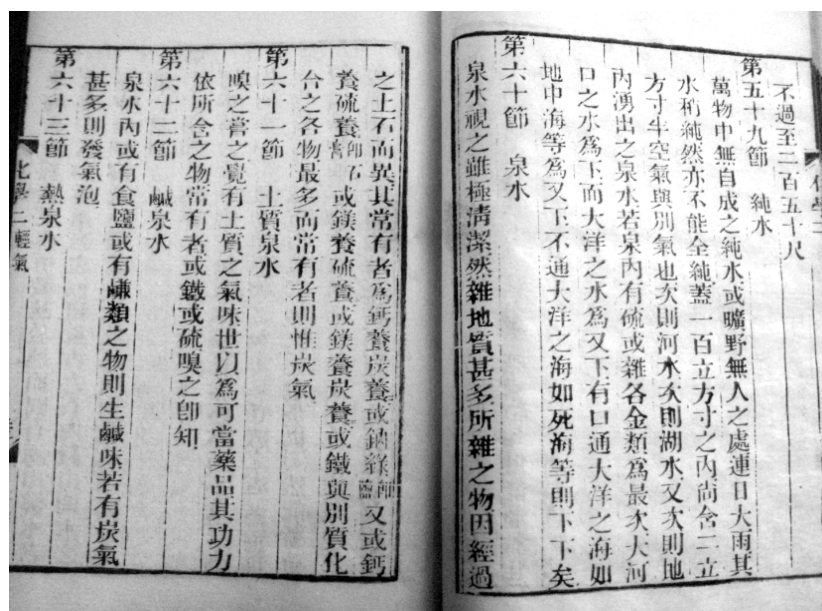 不過至二百五十尺
第五十九節　純水
萬物中無自成之純水或曠野無人之處連日大雨其
水稍純然亦不能全純蓋一百立方寸之內尚含二立
方寸半空氣與別氣也次則河水次則湖水又次則地
內湧出之泉水若泉內有硫或雜各金類爲最次大河
口之水爲下而大洋之水爲又下有口通大洋之海如
地中海等爲又下不通大洋之海如死海等則下下矣
第六十節　泉水
泉水視之雖極清潔然雜地質甚多所雜之物因經過
之土石而異其常有者爲鈣養炭養或鈉綠即鹽又或鈣
養硫養即石膏或鎂養硫養或鎂養炭養或鐵與別質化
合之各物最多而常有者則惟炭氣
第六十一節　土質泉水
嗅之嘗之覺有土質之氣味世以爲可當藥品其功力
依所含之物常有者或鐵或硫嗅之卽知
第六十二節　鹹泉水
泉水內或有食鹽或有鹻類之物則生鹹味若有炭氣
甚多則發氣泡
第六十三節　熱泉水
化學二輕氣